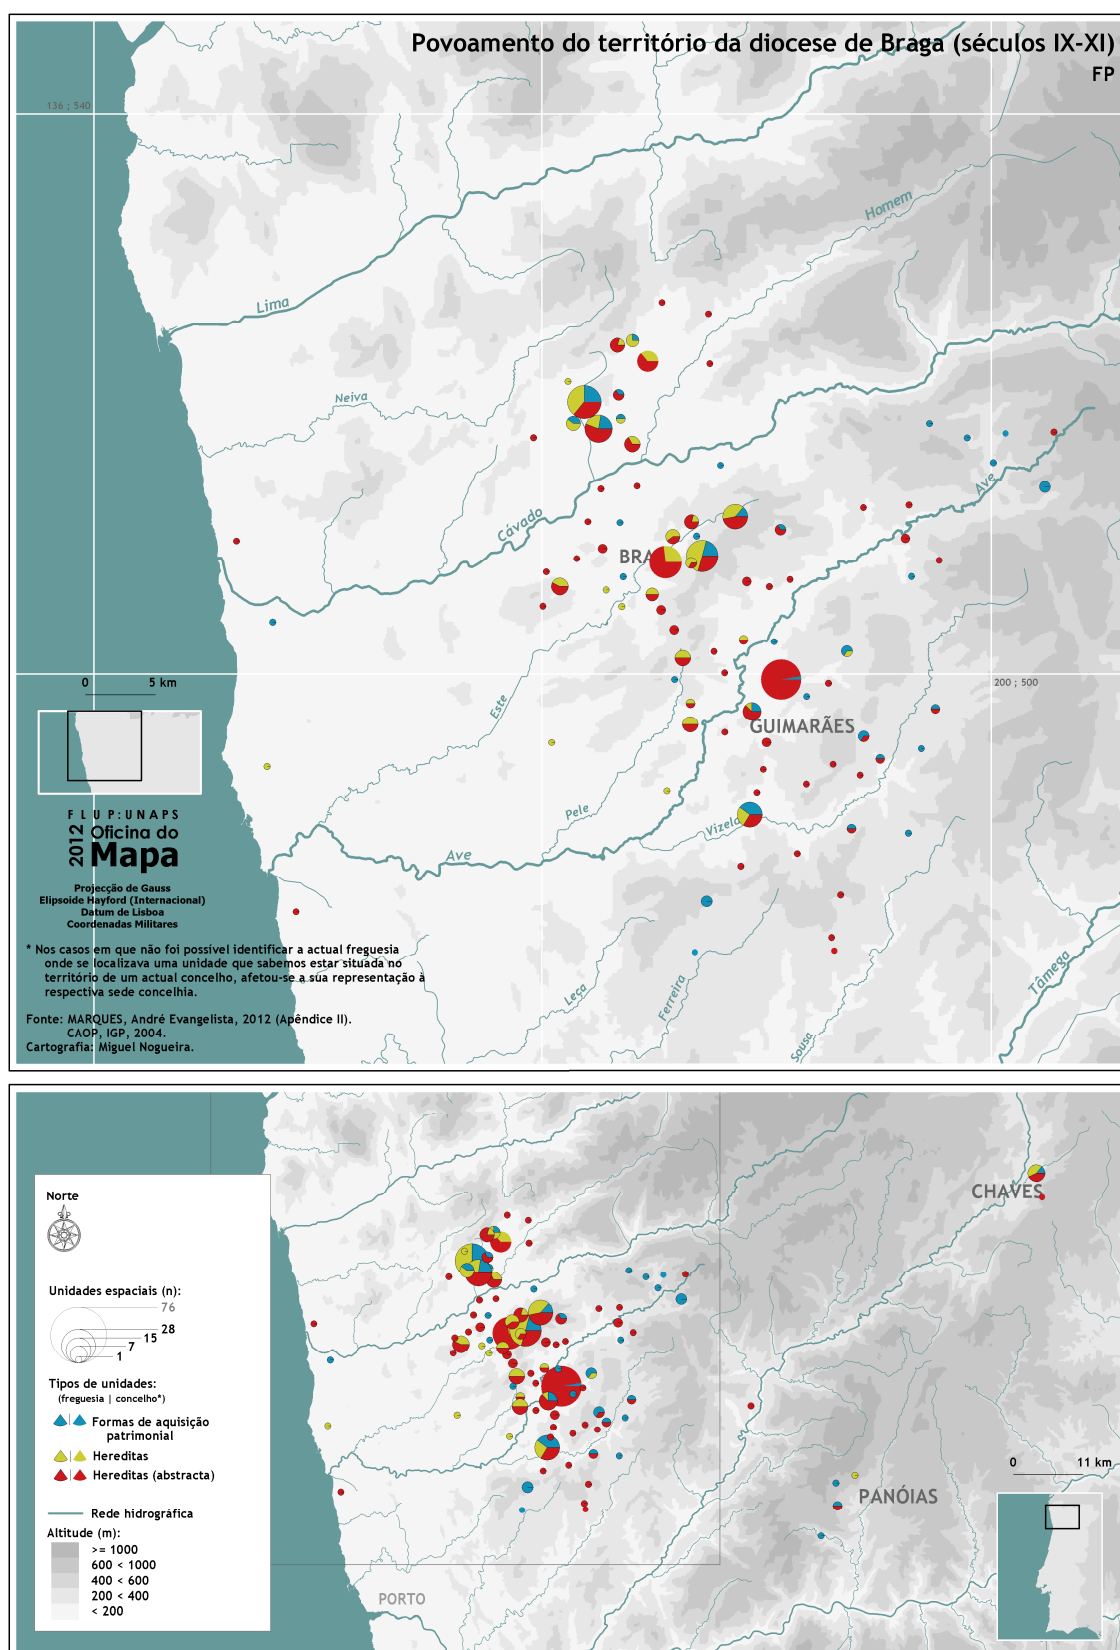 Povoamento do território da diocese de Braga (séculos IX-XI)
FP
136 ; 540
Homem
Lima
Neiva
Cávado
Ave
BRA
200 ; 500
0 5 km
Este
GUIMARÃES
Pele
Vizela
Ave
FLUP:UNAPS
2012 Oficina do
Mapa
Projecção de Gauss
Elipsoide Hayford (Internacional)
Datum de Lisboa
Coordenadas Militares
* Nos casos em que não foi possível identificar a actual freguesia
onde se localizava uma unidade que sabemos estar situada no
território de um actual concelho, afetou-se a sua representação à
respectiva sede concelhia.
Leça
Ferreira
Sousa
Tâmega
Fonte: MARQUES, André Evangelista, 2012 (Apêndice II).
CAOP, IGP, 2004.
Cartografia: Miguel Nogueira.
CHAVES
Norte
Unidades espaciais (n):
76
28
15
7
1
Tipos de unidades:
(freguesia | concelho*)
Formas de aquisição
patrimonial
Hereditas
Hereditas (abstracta)
Rede hidrográfica
Altitude (m):
>= 1000
600 < 1000
400 < 600
200 < 400
< 200
0 11 km
PANÓIAS
PORTO